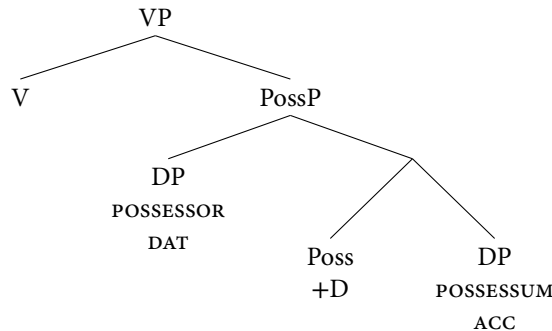 VP
V PossP
DP
POSSESSOR
DAT
Poss
+D
DP
POSSESSUM
ACC